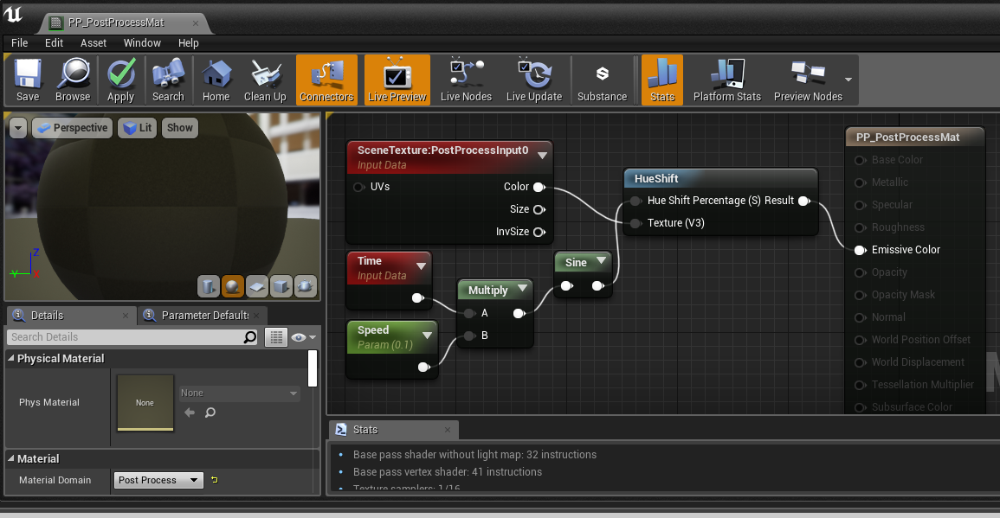 PP_PostProcessMat
File Edit Asset Window Help
Save Browse Apply Search Home Clean Up Connectors Live Preview Live Nodes Live Update Substance Stats Platform Stats Preview Nodes
Perspective Lit Show
Z
Y X
Details
Parameter Defaults
Search Details
Physical Material
Phys Material
None
None
Material
Material Domain
Post Process
SceneTexture:PostProcessInput0
Input Data
UVs Color
Size
InvSize
Time
Input Data
Speed
Param (0.1)
Multiply
A
B
Sine
HueShift
Hue Shift Percentage (S) Result
Texture (V3)
PP_PostProcessMat
Base Color
Metallic
Specular
Roughness
Emissive Color
Opacity
Opacity Mask
Normal
World Position Offset
World Displacement
Tessellation Multiplier
Subsurface Color
M
Stats
Base pass shader without light map: 32 instructions
Base pass vertex shader: 41 instructions
Texture samplers: 1/16